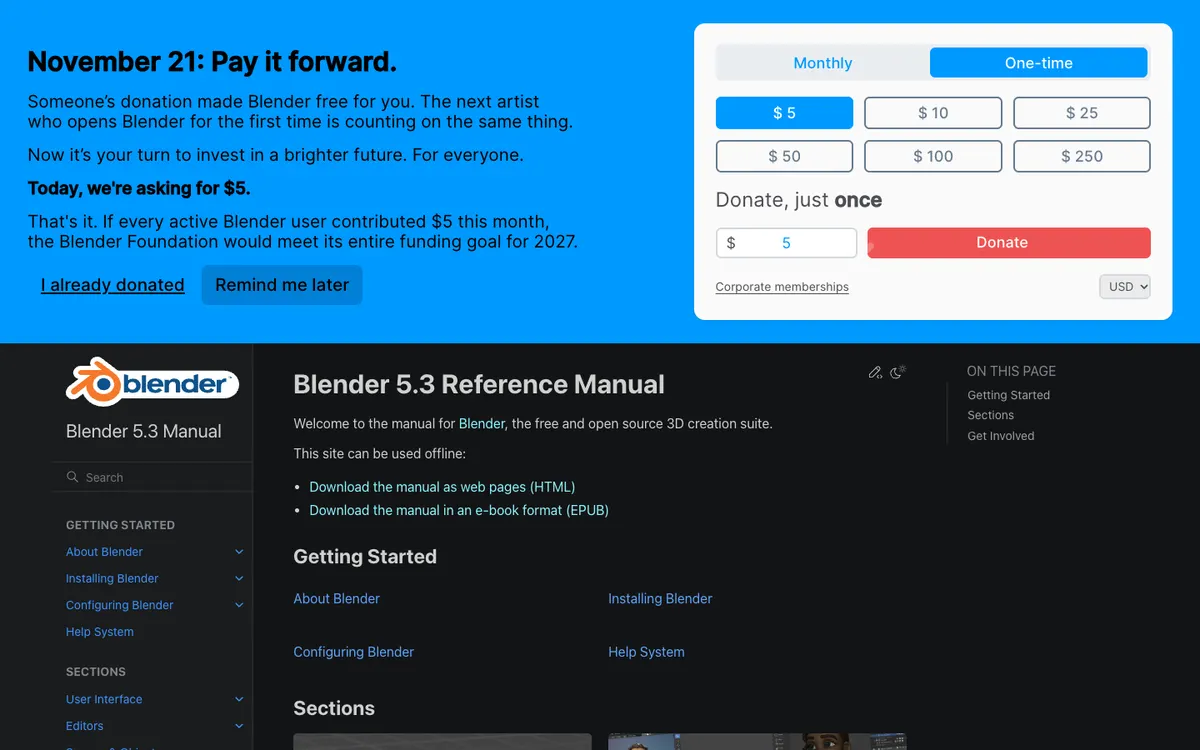 November 21: Pay it forward.
Someone’s donation made Blender free for you. The next artist
who opens Blender for the first time is counting on the same thing.
Now it’s your turn to invest in a brighter future. For everyone.
Today, we're asking for $5.
That's it. If every active Blender user contributed $5 this month,
the Blender Foundation would meet its entire funding goal for 2027.
I already donated
Remind me later
Monthly
One-time
$ 5
$ 10
$ 25
$ 50
$ 100
$ 250
Donate, just once
$ 5
Donate
Corporate memberships
USD
blender™
Blender 5.3 Manual
Search
GETTING STARTED
About Blender
Installing Blender
Configuring Blender
Help System
SECTIONS
User Interface
Editors
Blender 5.3 Reference Manual
Welcome to the manual for Blender, the free and open source 3D creation suite.
This site can be used offline:
• Download the manual as web pages (HTML)
• Download the manual in an e-book format (EPUB)
Getting Started
About Blender
Installing Blender
Configuring Blender
Help System
Sections
ON THIS PAGE
Getting Started
Sections
Get Involved